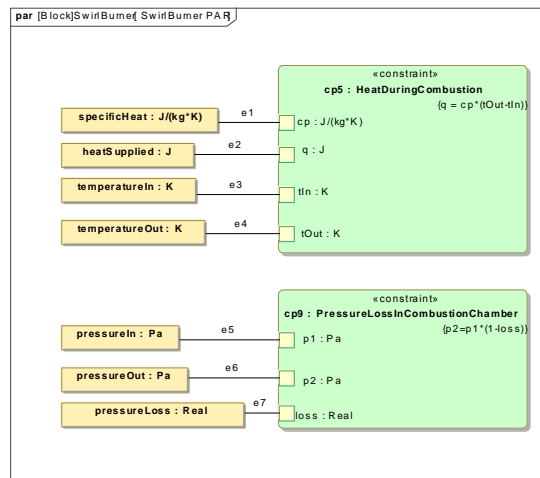 par [Block]SwirlBurner[ SwirlBurner PAR]
«constraint»
cp5 : HeatDuringCombustion
{q = cp*(tOut-tIn)}
specificHeat : J/(kg*K)
e1
cp : J/(kg*K)
heatSupplied : J
e2
q : J
temperatureIn : K
e3
tIn : K
temperatureOut : K
e4
tOut : K
«constraint»
cp9 : PressureLossInCombustionChamber
{p2=p1*(1-loss)}
pressureIn : Pa
e5
p1 : Pa
pressureOut : Pa
e6
p2 : Pa
pressureLoss : Real
e7
loss : Real